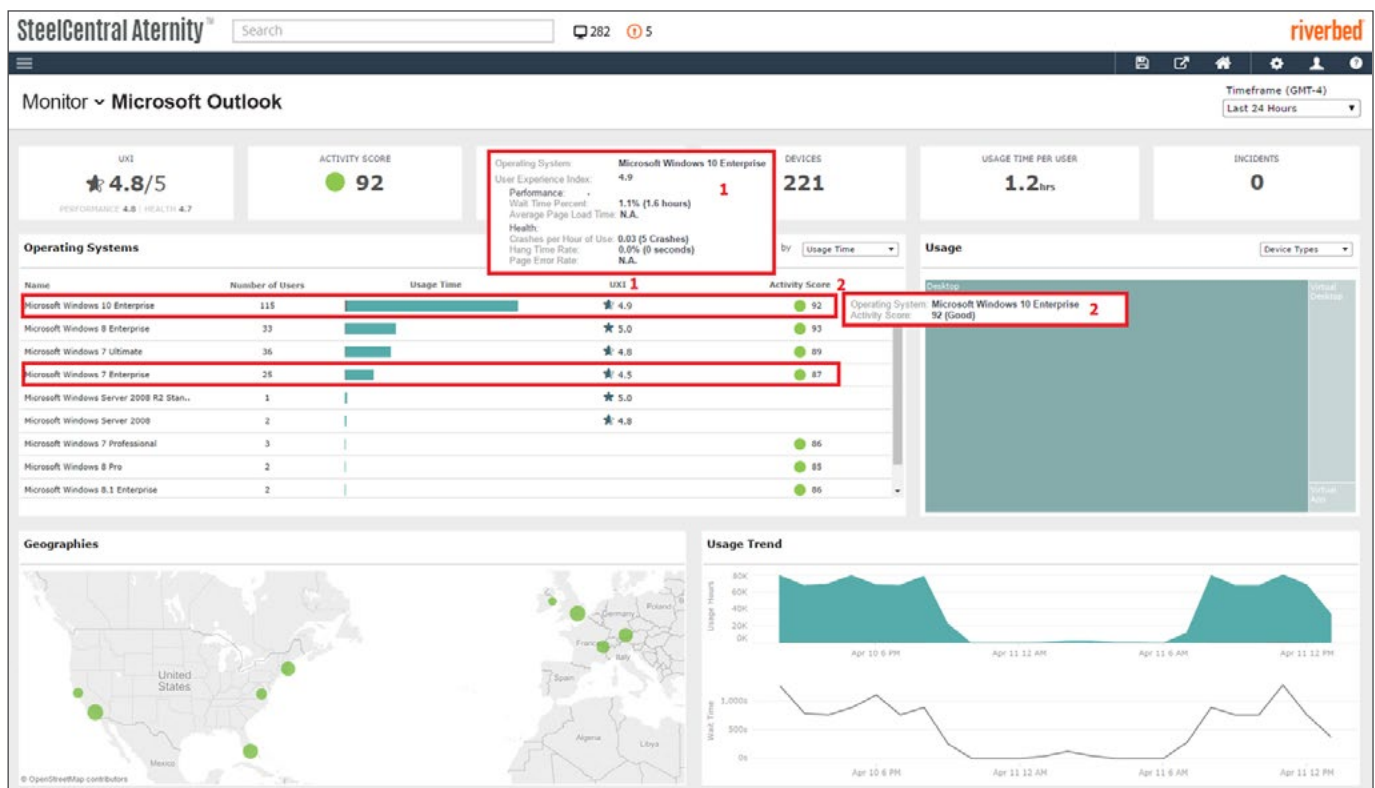 SteelCentral Aternity™ Search 282 5 riverbed
Monitor Microsoft Outlook
Timeframe (GMT-4)
Last 24 Hours
UXI
4.8/5
PERFORMANCE 4.8 | HEALTH 4.7
ACTIVITY SCORE
92
Operating System: Microsoft Windows 10 Enterprise
User Experience Index: 4.9
1
Performance: .
Wait Time Percent: 1.1% (1.6 hours)
Average Page Load Time: N.A.
Health:
Crashes per Hour of Use: 0.03 (5 Crashes)
Hang Time Rate: 0.0% (0 seconds)
Page Error Rate: N.A.
DEVICES
221
USAGE TIME PER USER
1.2hrs
INCIDENTS
0
Operating Systems
by Usage Time
Name Number of Users Usage Time UXI 1 Activity Score 2
Microsoft Windows 10 Enterprise 115 4.9 92
Microsoft Windows 8 Enterprise 33 5.0 93
Microsoft Windows 7 Ultimate 36 4.8 89
Microsoft Windows 7 Enterprise 25 4.5 87
Microsoft Windows Server 2008 R2 Stan.. 1 5.0
Microsoft Windows Server 2008 2 4.8
Microsoft Windows 7 Professional 3 86
Microsoft Windows 8 Pro 2 85
Microsoft Windows 8.1 Enterprise 2 86
Usage
Device Types
Desktop
Virtual
Desktop
Operating System: Microsoft Windows 10 Enterprise
Activity Score: 92 (Good)
2
Virtual
App
Geographies
United
States
Mexico
Germany
Poland
France
Italy
Spain
Algeria
Libya
© OpenStreetMap contributors
Usage Trend
Usage Hours
80K
60K
40K
20K
0K
Apr 10 6 PM Apr 11 12 AM Apr 11 6 AM Apr 11 12 PM
Wait Time
1,000s
500s
0s
Apr 10 6 PM Apr 11 12 AM Apr 11 6 AM Apr 11 12 PM